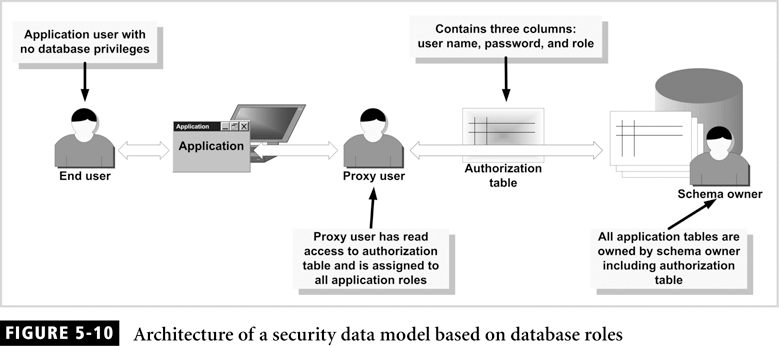 Application user with
no database privileges
Contains three columns:
user name, password, and role
Application
Application
End user
Proxy user
Authorization
table
Schema owner
Proxy user has read
access to authorization
table and is assigned to
all application roles
All application tables are
owned by schema owner
including authorization
table
FIGURE 5-10 Architecture of a security data model based on database roles